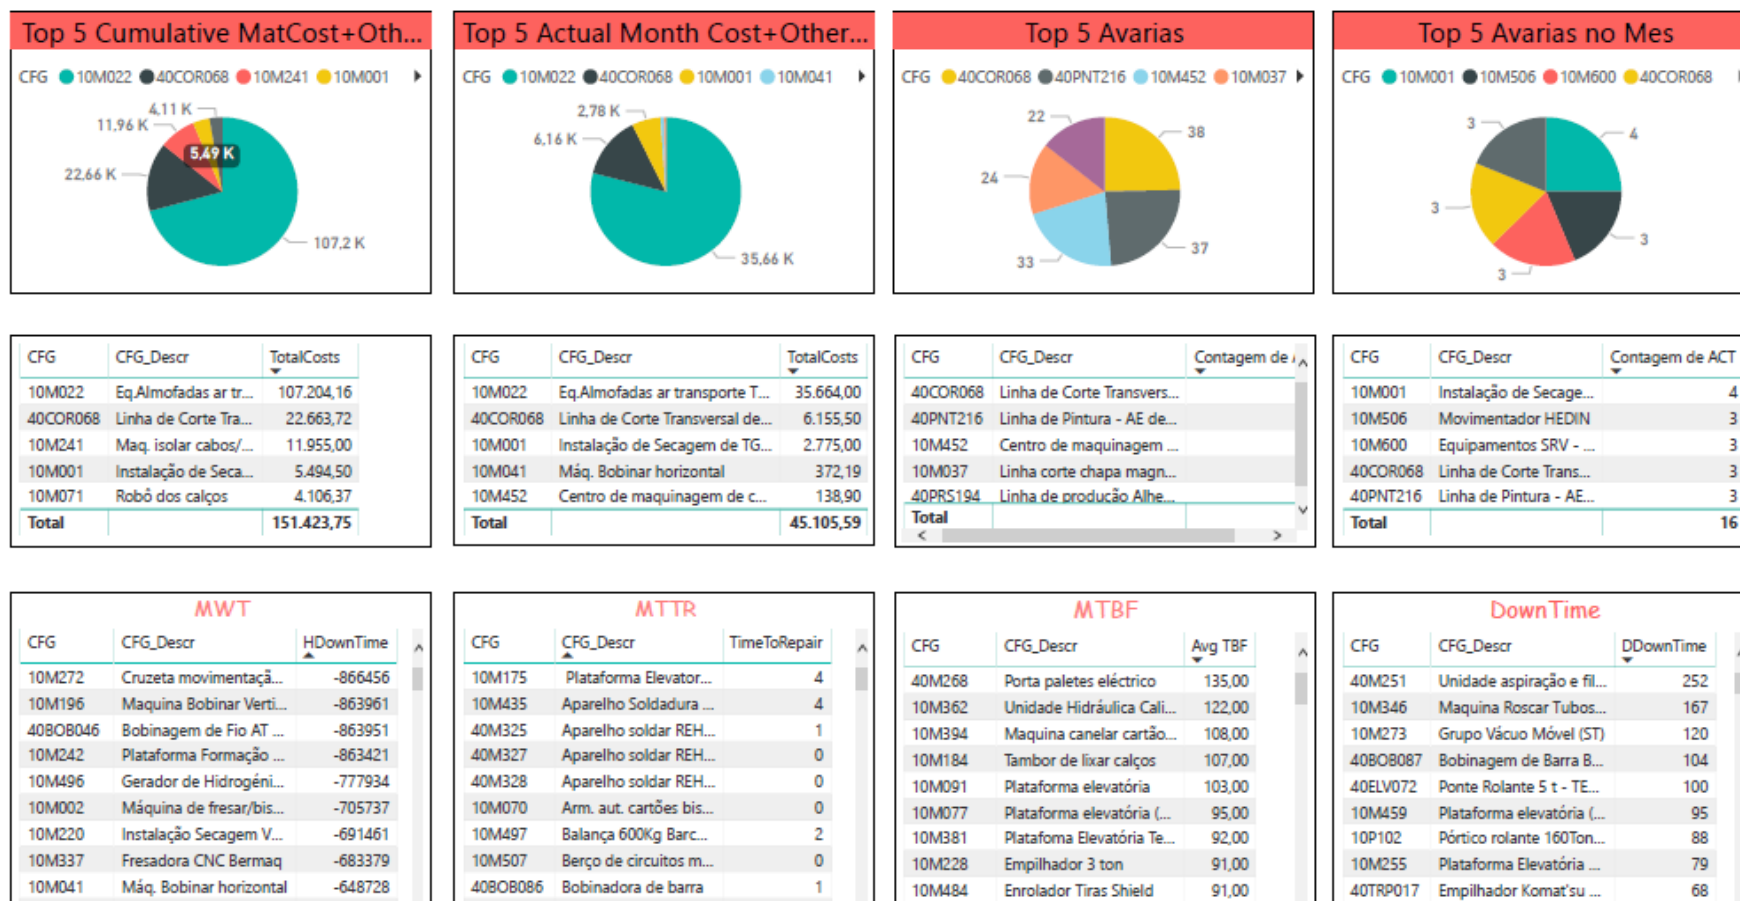 Top 5 Cumulative MatCost+Oth...
CFG 10M022 40COR068 10M241 10M001
4,11 K
11,96 K
5,49 K
22,66 K
107,2 K
Top 5 Actual Month Cost+Other...
CFG 10M022 40COR068 10M001 10M041
2,78 K
6,16 K
35,66 K
Top 5 Avarias
CFG 40COR068 40PNT216 10M452 10M037
22
38
24
37
33
Top 5 Avarias no Mes
CFG 10M001 10M506 10M600 40COR068
3
4
3
3
3
CFG CFG_Descr TotalCosts
10M022 Eq.Almofadas ar tr... 107.204,16
40COR068 Linha de Corte Tra... 22.663,72
10M241 Maq. isolar cabos/... 11.955,00
10M001 Instalação de Seca... 5.494,50
10M071 Robô dos calços 4.106,37
Total 151.423,75
CFG CFG_Descr TotalCosts
10M022 Eq.Almofadas ar transporte T... 35.664,00
40COR068 Linha de Corte Transversal de... 6.155,50
10M001 Instalação de Secagem de TG... 2.775,00
10M041 Máq. Bobinar horizontal 372,19
10M452 Centro de maquinagem de c... 138,90
Total 45.105,59
CFG CFG_Descr Contagem de
40COR068 Linha de Corte Transvers...
40PNT216 Linha de Pintura - AE de...
10M452 Centro de maquinagem ...
10M037 Linha corte chapa magn...
40PRS194 Linha de produção Alhe...
Total
CFG CFG_Descr Contagem de ACT
10M001 Instalação de Secage... 4
10M506 Movimentador HEDIN 3
10M600 Equipamentos SRV - ... 3
40COR068 Linha de Corte Trans... 3
40PNT216 Linha de Pintura - AE... 3
Total 16
MWT
CFG CFG_Descr HDownTime
10M272 Cruzeta movimentaçã... -866456
10M196 Maquina Bobinar Verti... -863961
40BOB046 Bobinagem de Fio AT ... -863951
10M242 Plataforma Formação ... -863421
10M496 Gerador de Hidrogéni... -777934
10M002 Máquina de fresar/bis... -705737
10M220 Instalação Secagem V... -691461
10M337 Fresadora CNC Bermaq -683379
10M041 Máq. Bobinar horizontal -648728
MTTR
CFG CFG_Descr TimeToRepair
10M175 Plataforma Elevator... 4
10M435 Aparelho Soldadura ... 4
40M325 Aparelho soldar REH... 1
40M327 Aparelho soldar REH... 0
40M328 Aparelho soldar REH... 0
10M070 Arm. aut. cartões bis... 0
10M497 Balança 600Kg Barc... 2
10M507 Berço de circuitos m... 0
40BOB086 Bobinadora de barra 1
MTBF
CFG CFG_Descr Avg TBF
40M268 Porta paletes eléctrico 135,00
10M362 Unidade Hidráulica Cali... 122,00
10M394 Maquina canelar cartão... 108,00
10M184 Tambor de lixar calços 107,00
10M091 Plataforma elevatória 103,00
10M077 Plataforma elevatória (... 95,00
10M381 Platafoma Elevatória Te... 92,00
10M228 Empilhador 3 ton 91,00
10M484 Enrolador Tiras Shield 91,00
DownTime
CFG CFG_Descr DDownTime
40M251 Unidade aspiração e fil... 252
10M346 Maquina Roscar Tubos... 167
10M273 Grupo Vácuo Móvel (ST) 120
40BOB087 Bobinagem de Barra B... 104
40ELV072 Ponte Rolante 5 t - TE... 100
10M459 Plataforma elevatória (... 95
10P102 Pórtico rolante 160Ton... 88
10M255 Plataforma Elevatória ... 79
40TRP017 Empilhador Komat'su ... 68